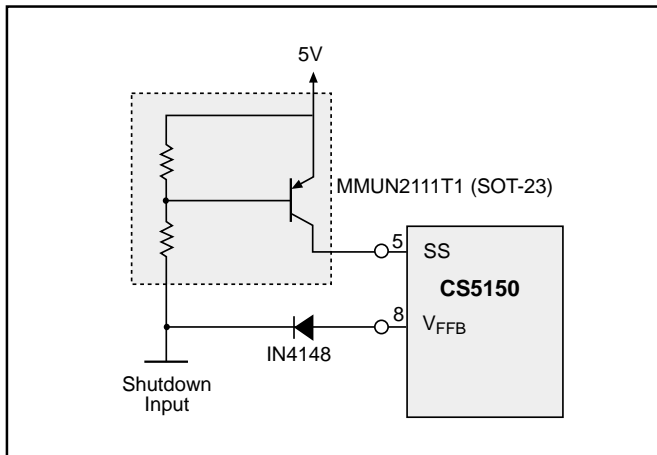 5V
MMUN2111T1 (SOT-23)
5
SS
CS5150
8
VFFB
IN4148
Shutdown
Input